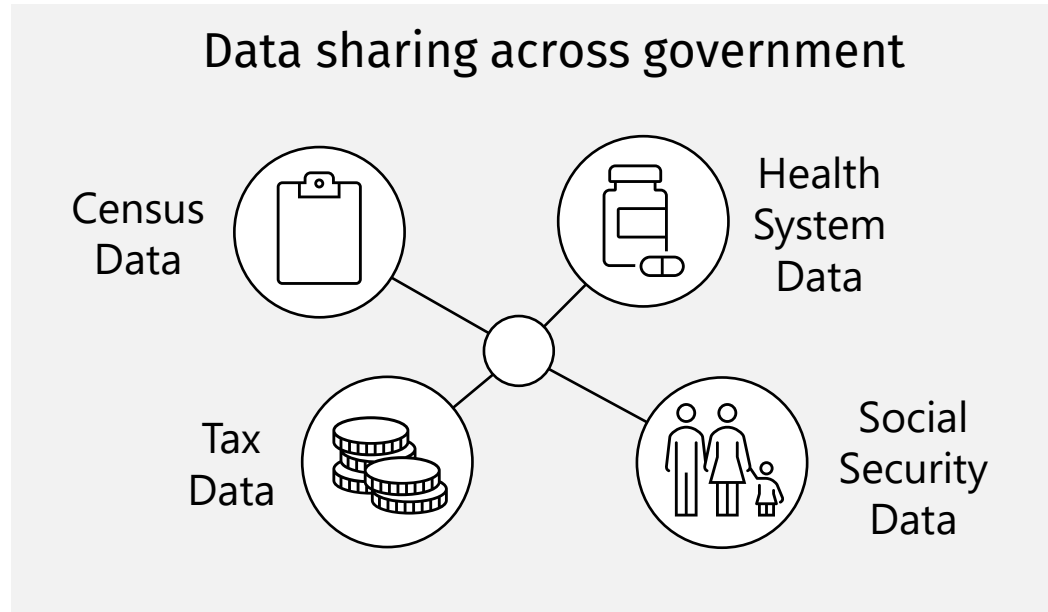 Data sharing across government
Census
Data
Health
System
Data
Tax
Data
Social
Security
Data